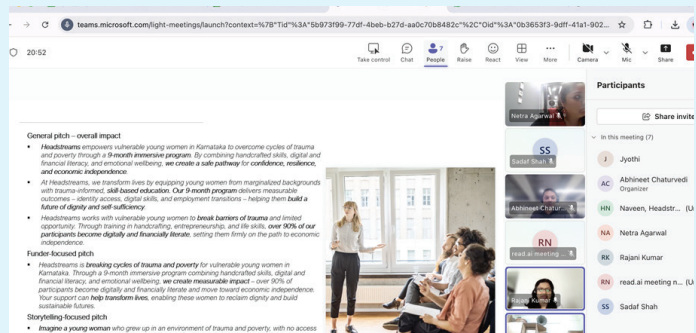 teams.microsoft.com/light-meetings/launch?context=%7B"Tid"%3A"5b973f99-77df-4beb-b27d-aa0c70b8482c"%2C"Oid"%3A"0b3653f3-9dff-41a1-902...
20:52
Take control
Chat
7
People
Raise
React
View
More
Camera
Mic
Share
General pitch – overall impact
• Headstreams empowers vulnerable young women in Karnataka to overcome cycles of trauma
and poverty through a 9-month immersive program. By combining handcrafted skills, digital and
financial literacy, and emotional wellbeing, we create a safe pathway for confidence, resilience,
and economic independence.
• At Headstreams, we transform lives by equipping young women from marginalized backgrounds
with trauma-informed, skill-based education. Our 9-month program delivers measurable
outcomes – identity access, digital skills, and employment transitions – helping them build a
future of dignity and self-sufficiency.
• Headstreams works with vulnerable young women to break barriers of trauma and limited
opportunity. Through training in handcrafting, entrepreneurship, and life skills, over 90% of our
participants become digitally and financially literate, setting them firmly on the path to economic
independence.
Funder-focused pitch
• Headstreams is breaking cycles of trauma and poverty for vulnerable young women in
Karnataka. Through a 9-month immersive program combining handcrafted skills, digital and
financial literacy, and emotional wellbeing, we create measurable impact – over 90% of
participants become digitally and financially literate and move toward economic independence.
Your support can help transform lives, enabling these women to reclaim dignity and build
sustainable futures.
Storytelling-focused pitch
• Imagine a young woman who grew up in an environment of trauma and poverty, with no access
Netra Agarwal
SS
Sadaf Shah
Abhineet Chatur...
RN
read.ai meeting ...
Rajani Kumar
Participants
Share invite
In this meeting (7)
J Jyothi
AC Abhineet Chaturvedi
Organizer
HN Naveen, Headstr... (U
NA Netra Agarwal
RK Rajani Kumar
RN read.ai meeting n... (U
SS Sadaf Shah